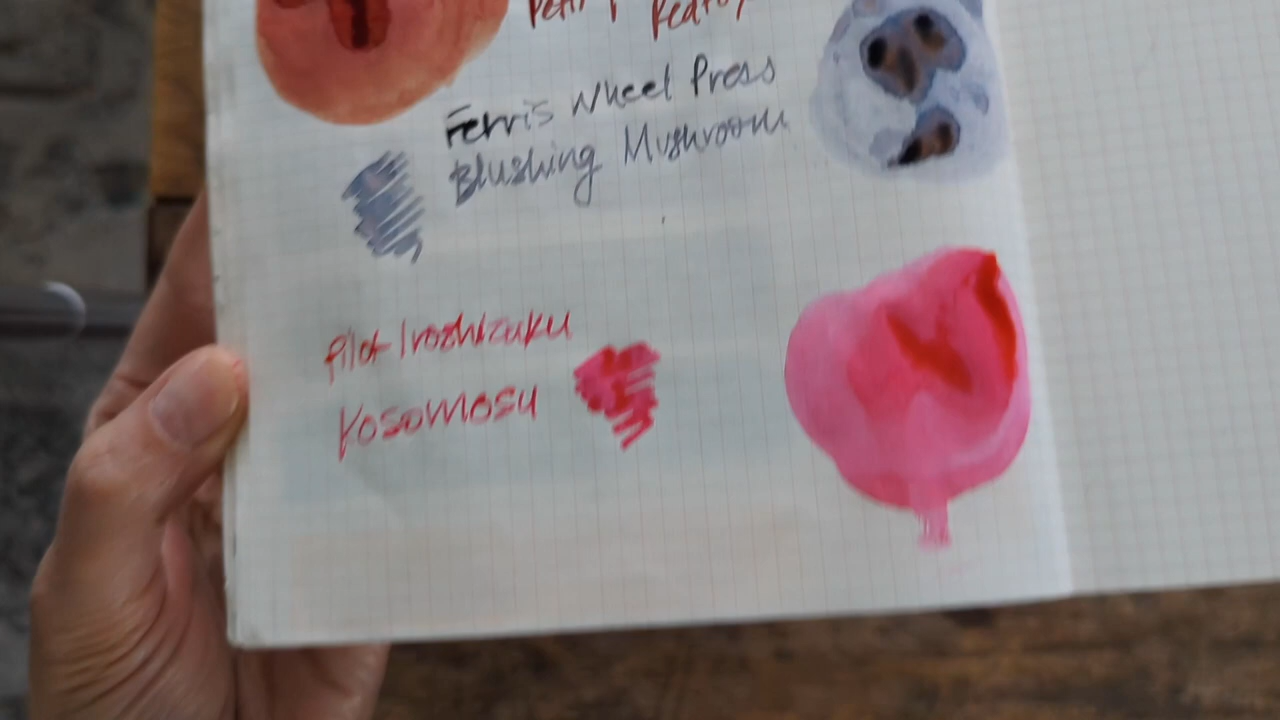 Ferris Wheel Press
Blushing Mushroom
Pilot Iroshizuku
Kosomosu